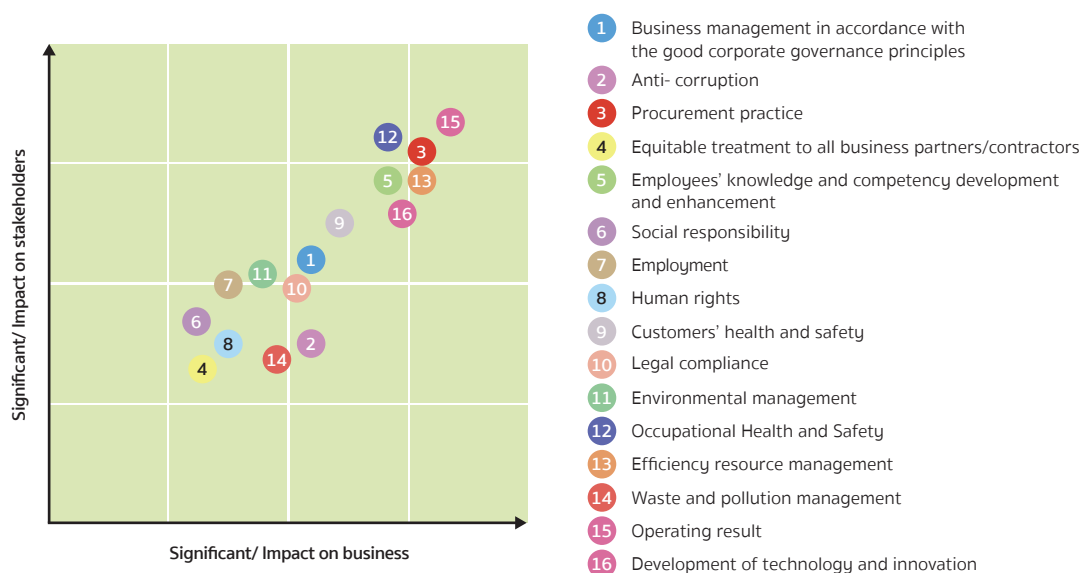 Significant/ Impact on stakeholders
15
12
3
5
13
16
9
1
11
7
10
6
8
2
14
4
Significant/ Impact on business
1 Business management in accordance with
the good corporate governance principles
2 Anti- corruption
3 Procurement practice
4 Equitable treatment to all business partners/contractors
5 Employees’ knowledge and competency development
and enhancement
6 Social responsibility
7 Employment
8 Human rights
9 Customers’ health and safety
10 Legal compliance
11 Environmental management
12 Occupational Health and Safety
13 Efficiency resource management
14 Waste and pollution management
15 Operating result
16 Development of technology and innovation